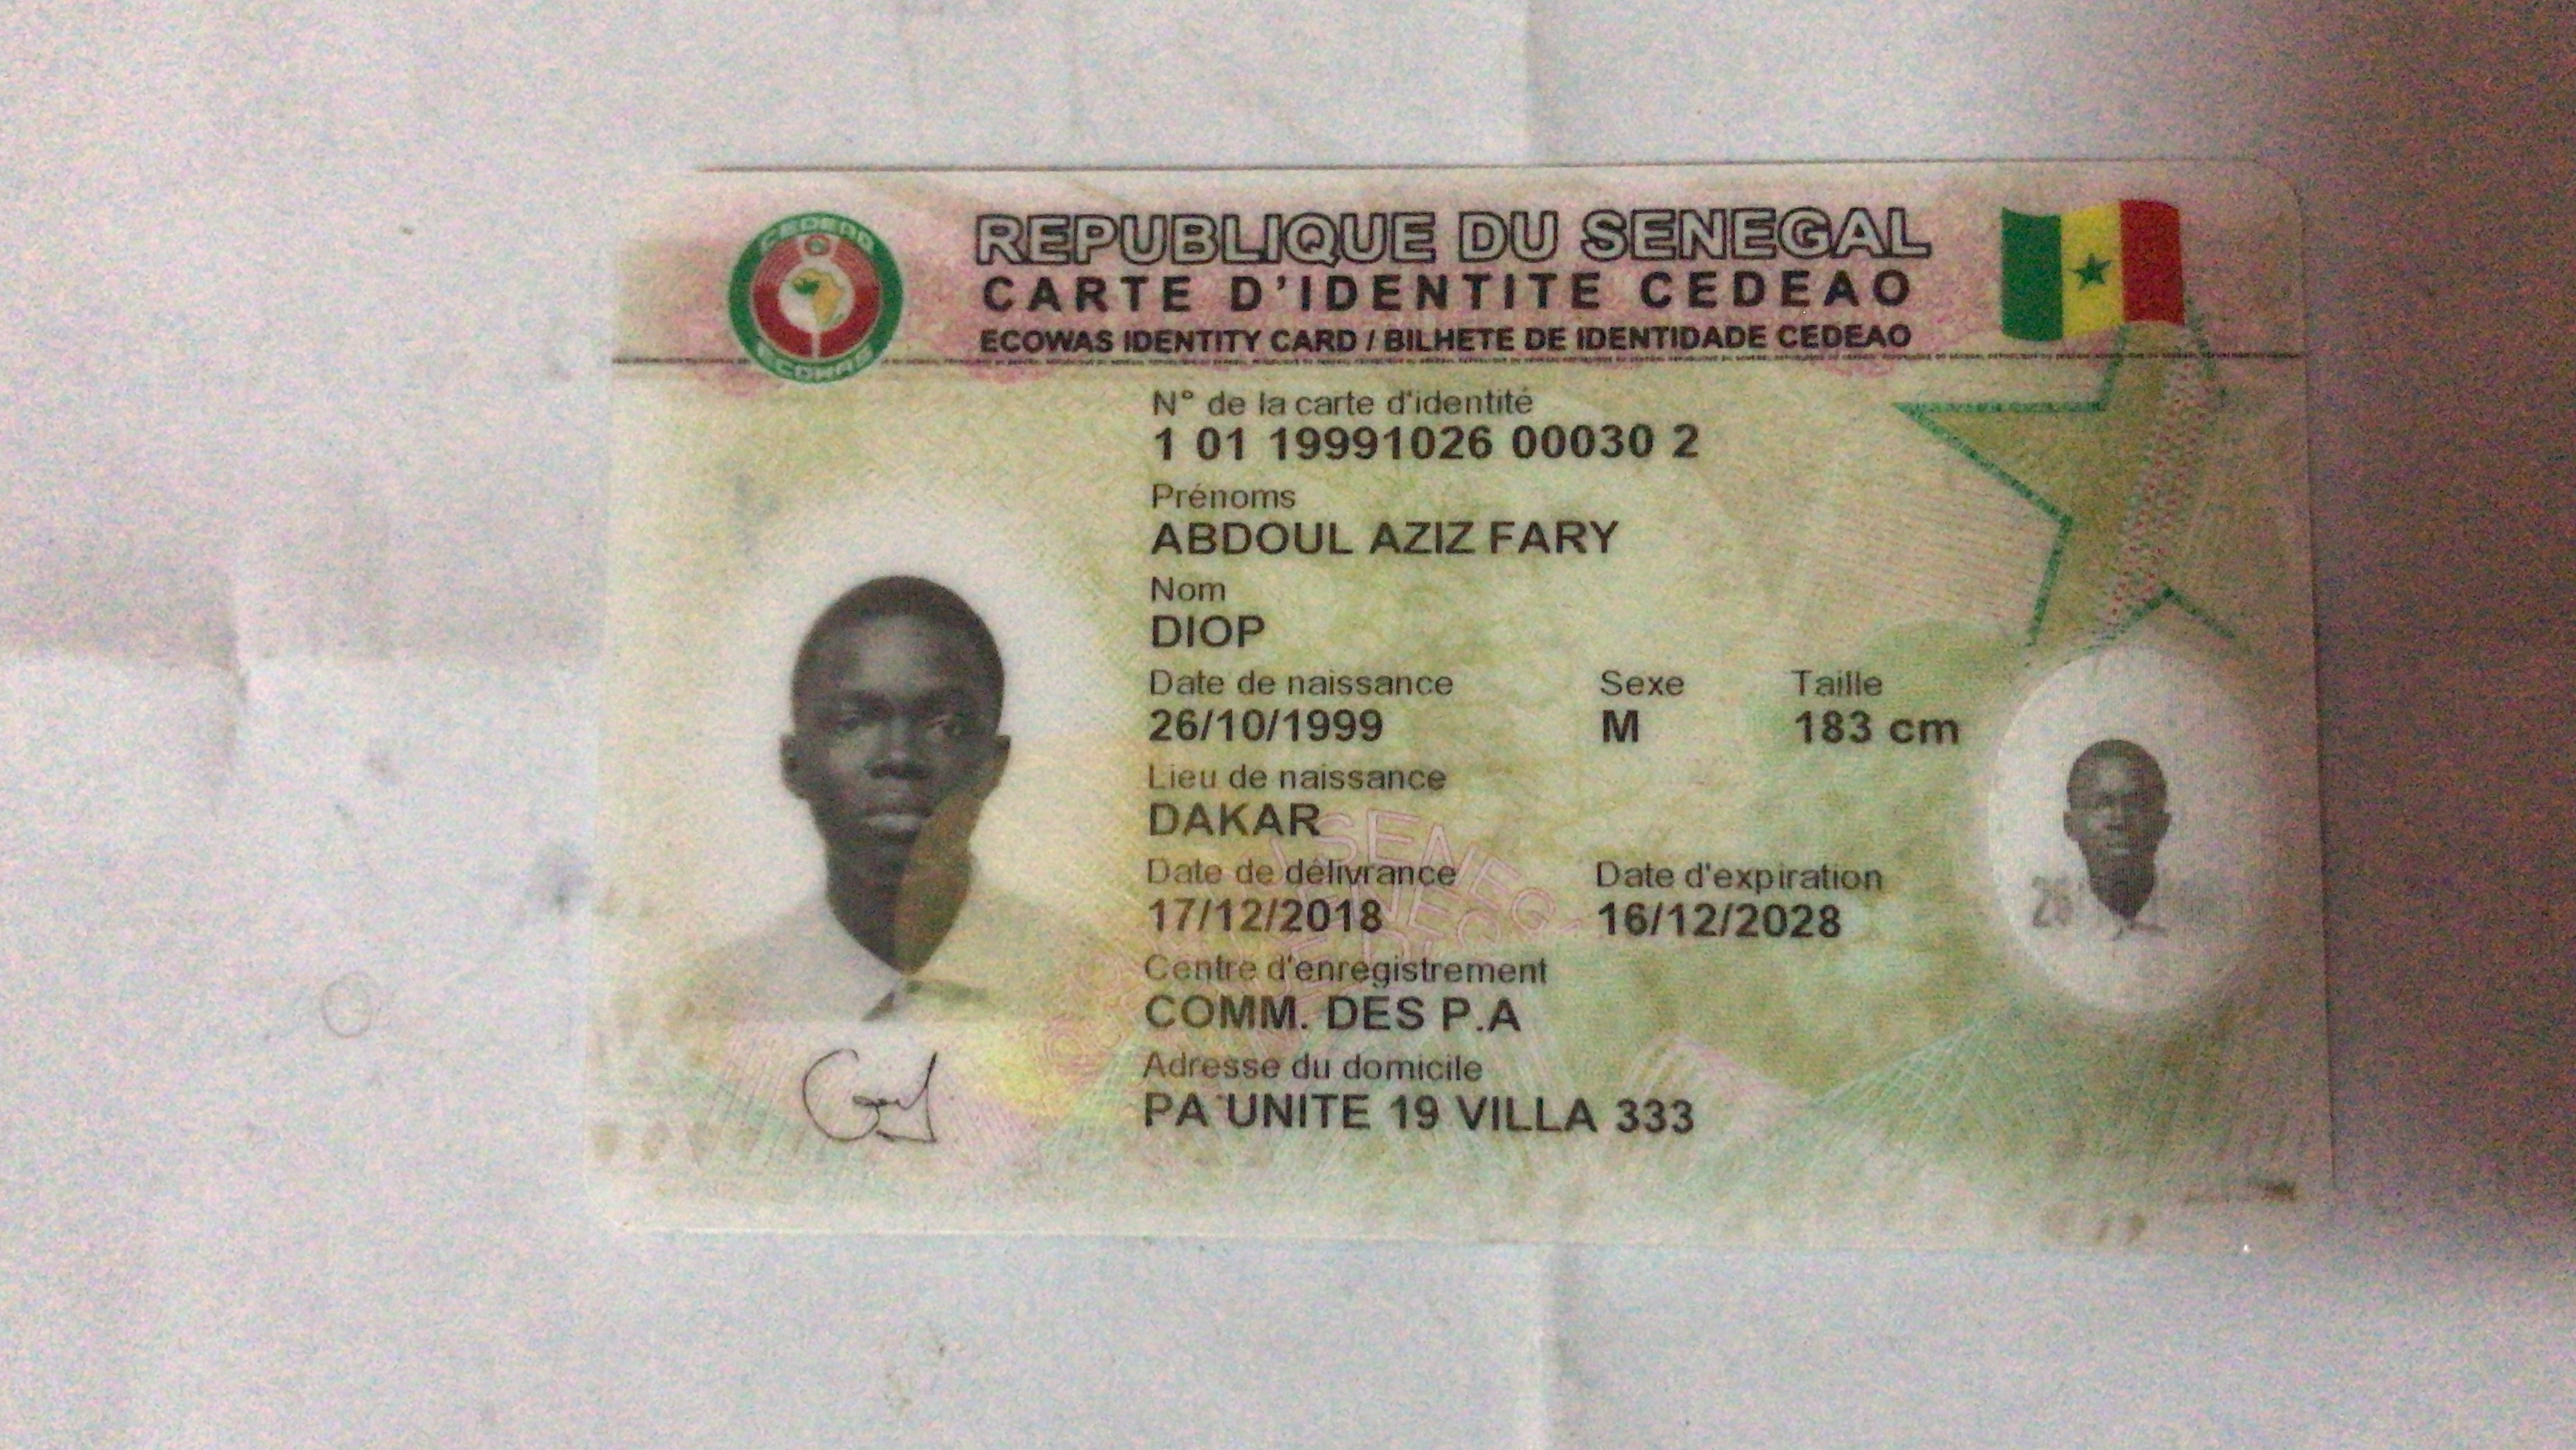 CEDEAO
ECOWAS
REPUBLIQUE DU SENEGAL
CARTE D'IDENTITE CEDEAO
ECOWAS IDENTITY CARD / BILHETE DE IDENTIDADE CEDEAO
N° de la carte d'identité
1 01 19991026 00030 2
Prénoms
ABDOUL AZIZ FARY
Nom
DIOP
Date de naissance Sexe Taille
26/10/1999 M 183 cm
Lieu de naissance
DAKAR
Date de délivrance Date d'expiration
17/12/2018 16/12/2028
Centre d'enregistrement
COMM. DES P.A
Adresse du domicile
PA UNITE 19 VILLA 333